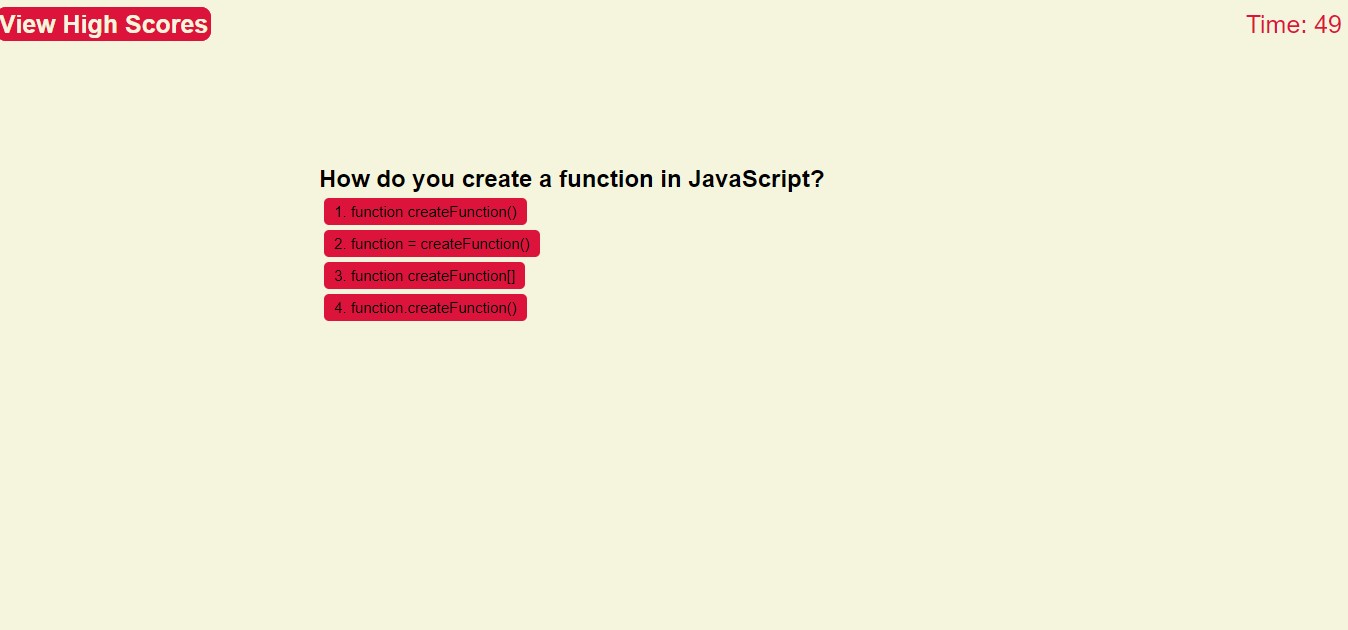 View High Scores
Time: 49
How do you create a function in JavaScript?
1. function createFunction()
2. function = createFunction()
3. function createFunction[]
4. function.createFunction()